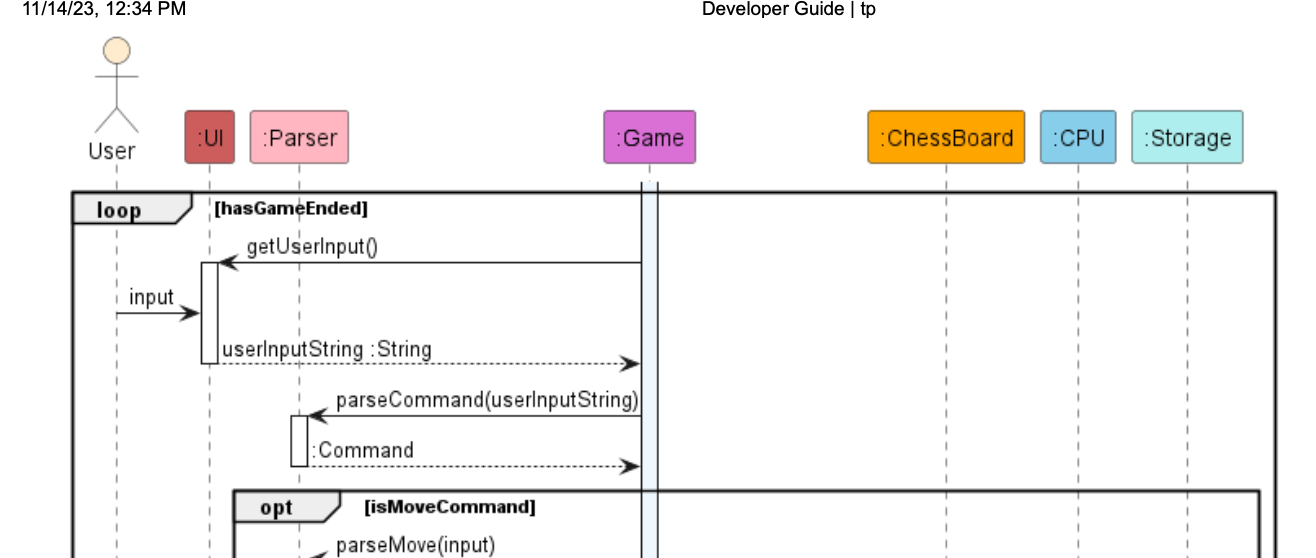 11/14/23, 12:34 PM Developer Guide | tp
User :UI :Parser :Game :ChessBoard :CPU :Storage
loop [hasGameEnded]
getUserInput()
input
userInputString :String
parseCommand(userInputString)
:Command
opt [isMoveCommand]
parseMove(input)